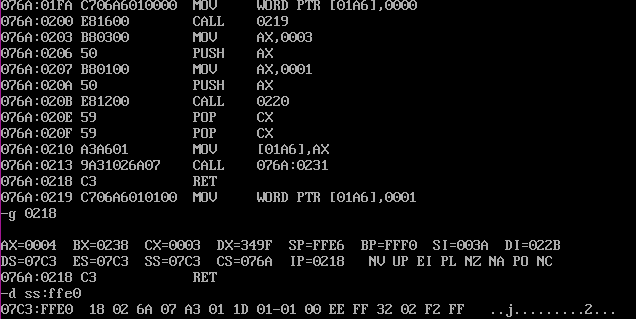 076A:01FA C706A6010000 MOV WORD PTR [01A6],0000
076A:0200 E81600 CALL 0219
076A:0203 B80300 MOV AX,0003
076A:0206 50 PUSH AX
076A:0207 B80100 MOV AX,0001
076A:020A 50 PUSH AX
076A:020B E81200 CALL 0220
076A:020E 59 POP CX
076A:020F 59 POP CX
076A:0210 A3A601 MOV [01A6],AX
076A:0213 9A31026A07 CALL 076A:0231
076A:0218 C3 RET
076A:0219 C706A6010100 MOV WORD PTR [01A6],0001
-g 0218
AX=0004 BX=0238 CX=0003 DX=349F SP=FFE6 BP=FFF0 SI=003A DI=022B
DS=07C3 ES=07C3 SS=07C3 CS=076A IP=0218 NV UP EI PL NZ NA PO NC
076A:0218 C3 RET
-d ss:ffe0
07C3:FFE0 18 02 6A 07 A3 01 1D 01-01 00 EE FF 32 02 F2 FF ..j.........2...